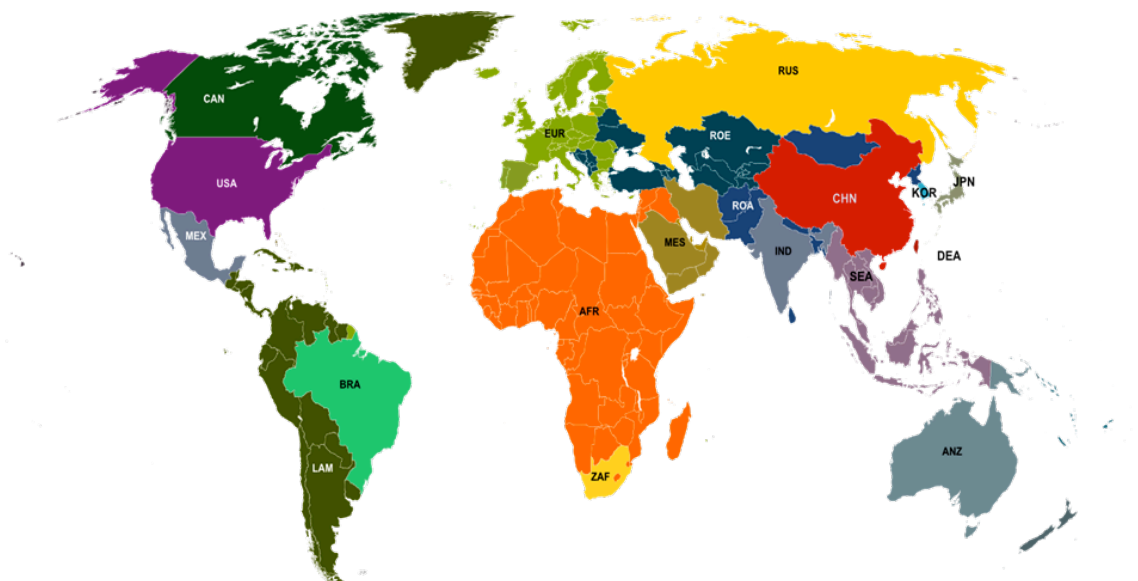 RUS
CAN
EUR
ROE
JPN
USA
KOR
CHN
ROA
MEX
MES
IND
DEA
SEA
AFR
BRA
ANZ
LAM
ZAF